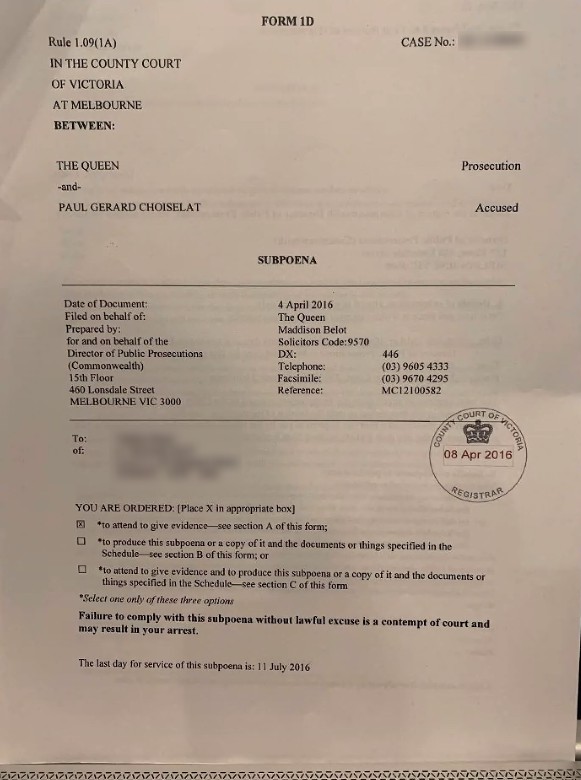 FORM 1D
Rule 1.09(1A)
CASE No.:
IN THE COUNTY COURT
OF VICTORIA
AT MELBOURNE
BETWEEN:
THE QUEEN
Prosecution
-and-
PAUL GERARD CHOISELAT
Accused
SUBPOENA
Date of Document: 4 April 2016
Filed on behalf of: The Queen
Prepared by: Maddison Belot
for and on behalf of the Solicitors Code:9570
Director of Public Prosecutions DX: 446
(Commonwealth) Telephone: (03) 9605 4333
15th Floor Facsimile: (03) 9670 4295
460 Lonsdale Street Reference: MC12100582
MELBOURNE VIC 3000
COUNTY COURT OF VICTORIA
08 Apr 2016
REGISTRAR
To:
of:
YOU ARE ORDERED: [Place X in appropriate box]
☒ *to attend to give evidence—see section A of this form;
☐ *to produce this subpoena or a copy of it and the documents or things specified in the
Schedule—see section B of this form; or
☐ *to attend to give evidence and to produce this subpoena or a copy of it and the documents or
things specified in the Schedule—see section C of this form
*Select one only of these three options
Failure to comply with this subpoena without lawful excuse is a contempt of court and
may result in your arrest.
The last day for service of this subpoena is: 11 July 2016